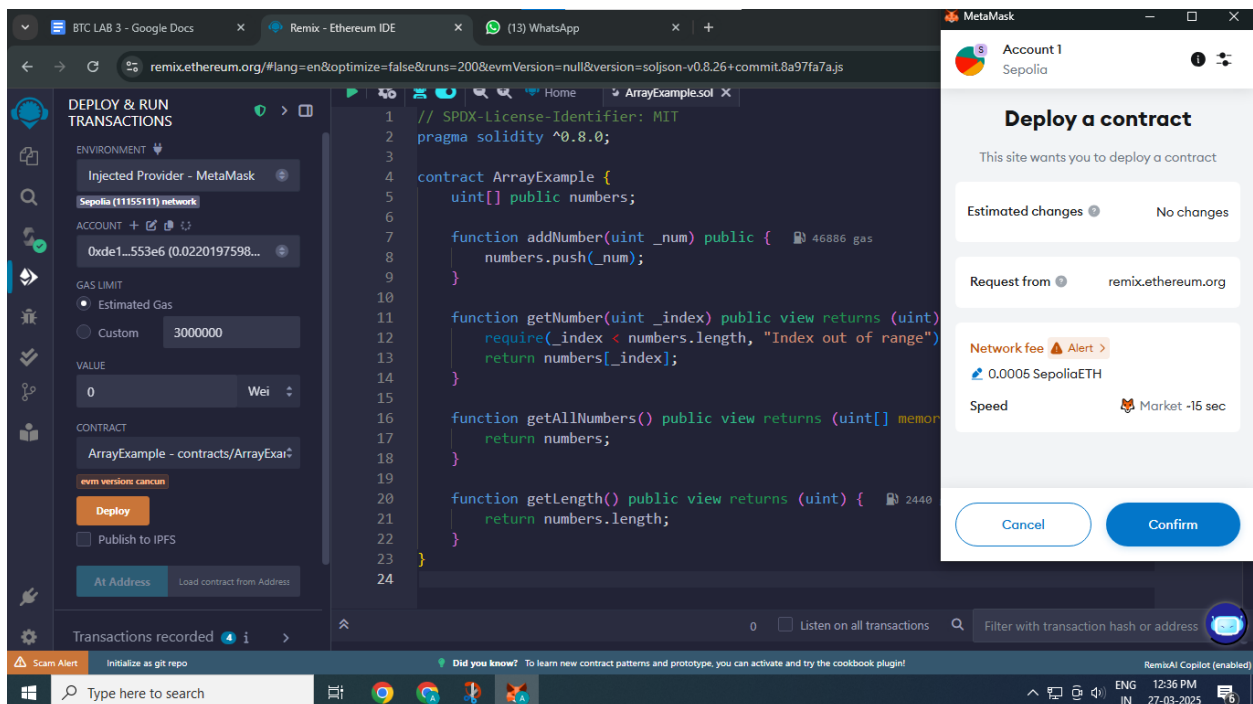 BTC LAB 3 - Google Docs
Remix - Ethereum IDE
(13) WhatsApp
remix.ethereum.org/#lang=en&optimize=false&runs=200&evmVersion=null&version=soljson-v0.8.26+commit.8a97fa7a.js
DEPLOY & RUN
TRANSACTIONS
ENVIRONMENT
Injected Provider - MetaMask
Sepolia (11155111) network
ACCOUNT
0xde1...553e6 (0.0220197598...
GAS LIMIT
Estimated Gas
Custom
3000000
VALUE
0
Wei
CONTRACT
ArrayExample - contracts/ArrayExar
evm version: cancun
Deploy
Publish to IPFS
At Address
Load contract from Address
Transactions recorded 4 i
Home
ArrayExample.sol
1 // SPDX-License-Identifier: MIT
2 pragma solidity ^0.8.0;
3
4 contract ArrayExample {
5 uint[] public numbers;
6
7 function addNumber(uint _num) public { 46886 gas
8 numbers.push(_num);
9 }
10
11 function getNumber(uint _index) public view returns (uint)
12 require(_index < numbers.length, "Index out of range")
13 return numbers[_index];
14 }
15
16 function getAllNumbers() public view returns (uint[] memor
17 return numbers;
18 }
19
20 function getLength() public view returns (uint) { 2440
21 return numbers.length;
22 }
23 }
24
0
Listen on all transactions
Filter with transaction hash or address
MetaMask
S
Account 1
Sepolia
Deploy a contract
This site wants you to deploy a contract
Estimated changes
No changes
Request from
remix.ethereum.org
Network fee
Alert >
0.0005 SepoliaETH
Speed
Market ~15 sec
Cancel
Confirm
Scam Alert
Initialize as git repo
Did you know? To learn new contract patterns and prototype, you can activate and try the cookbook plugin!
RemixAI Copilot (enabled)
Type here to search
ENG
IN
12:36 PM
27-03-2025
6